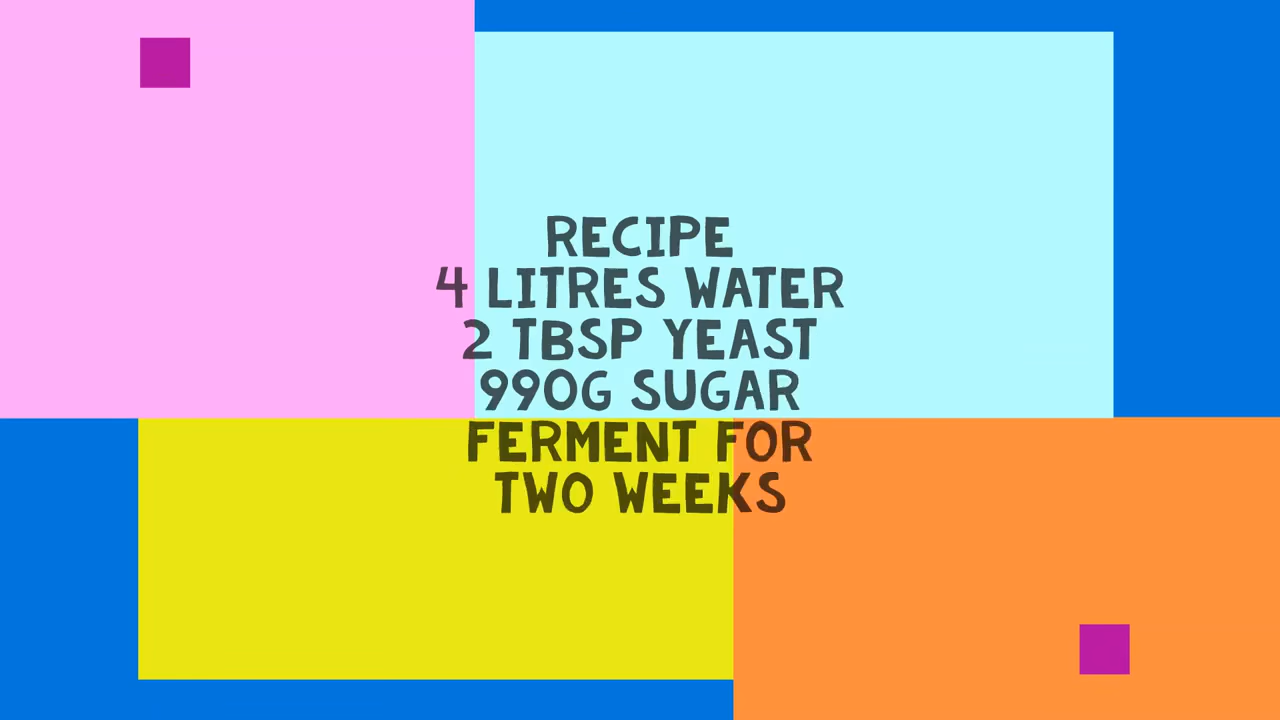 RECIPE
4 LITRES WATER
2 TBSP YEAST
990G SUGAR
FERMENT FOR
TWO WEEKS